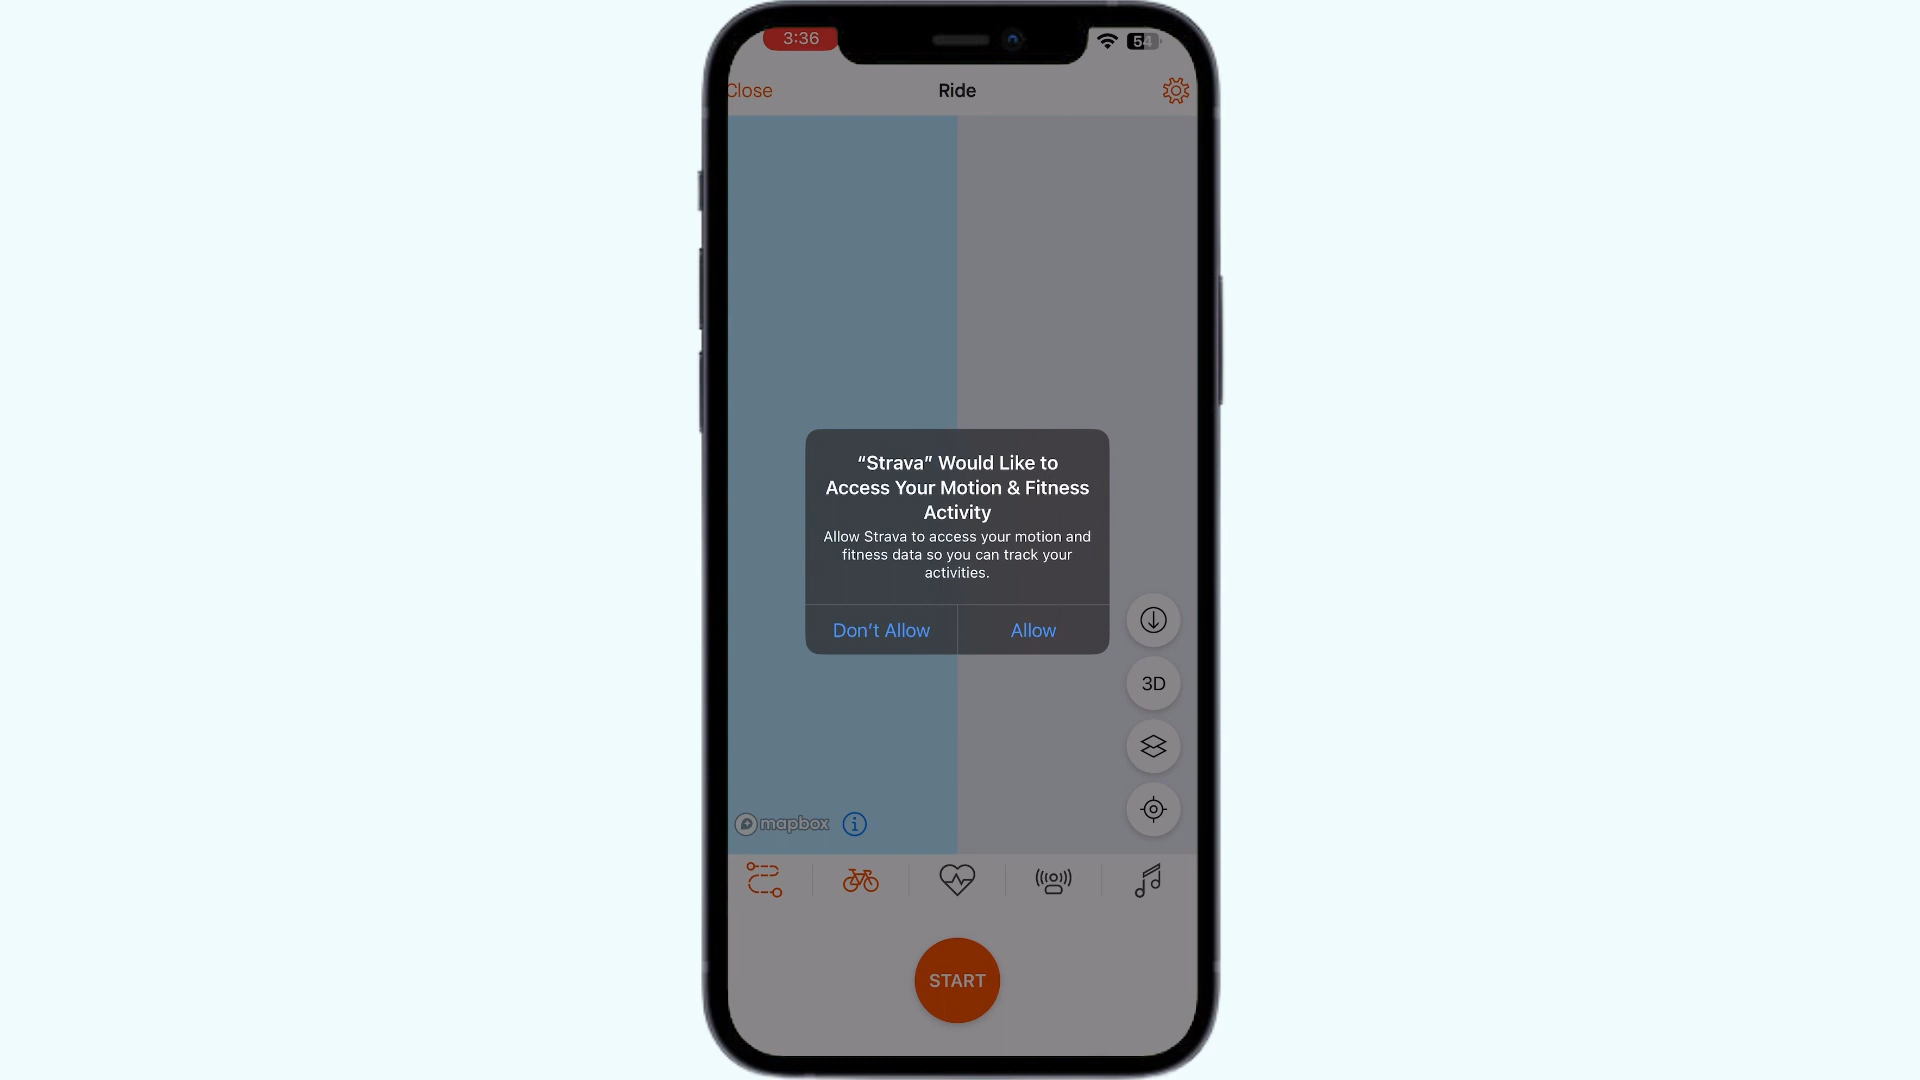 3:36
54
Close
Ride
“Strava” Would Like to
Access Your Motion & Fitness
Activity
Allow Strava to access your motion and
fitness data so you can track your
activities.
Don’t Allow
Allow
3D
mapbox
START